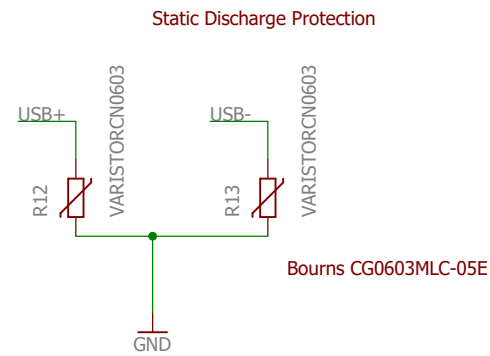 Static Discharge Protection
USB+
R12
VARISTORCN0603
USB-
R13
VARISTORCN0603
Bourns CG0603MLC-05E
GND